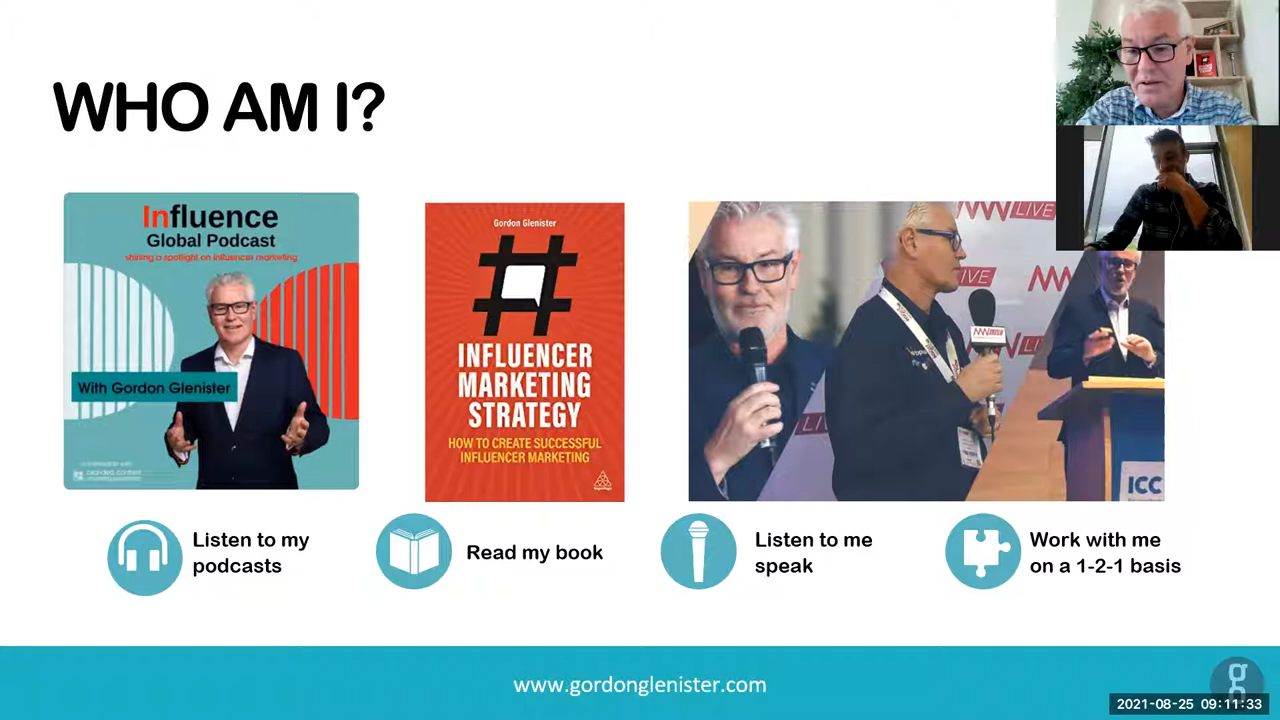 WHO AM I?
Influence
Global Podcast
shining a spotlight on influencer marketing
With Gordon Glenister
Gordon Glenister
INFLUENCER
MARKETING
STRATEGY
HOW TO CREATE SUCCESSFUL
INFLUENCER MARKETING
LIVE
LIVE
ICC
Listen to my
podcasts
Read my book
Listen to me
speak
Work with me
on a 1-2-1 basis
www.gordonglenister.com
2021-08-25 09:11:33